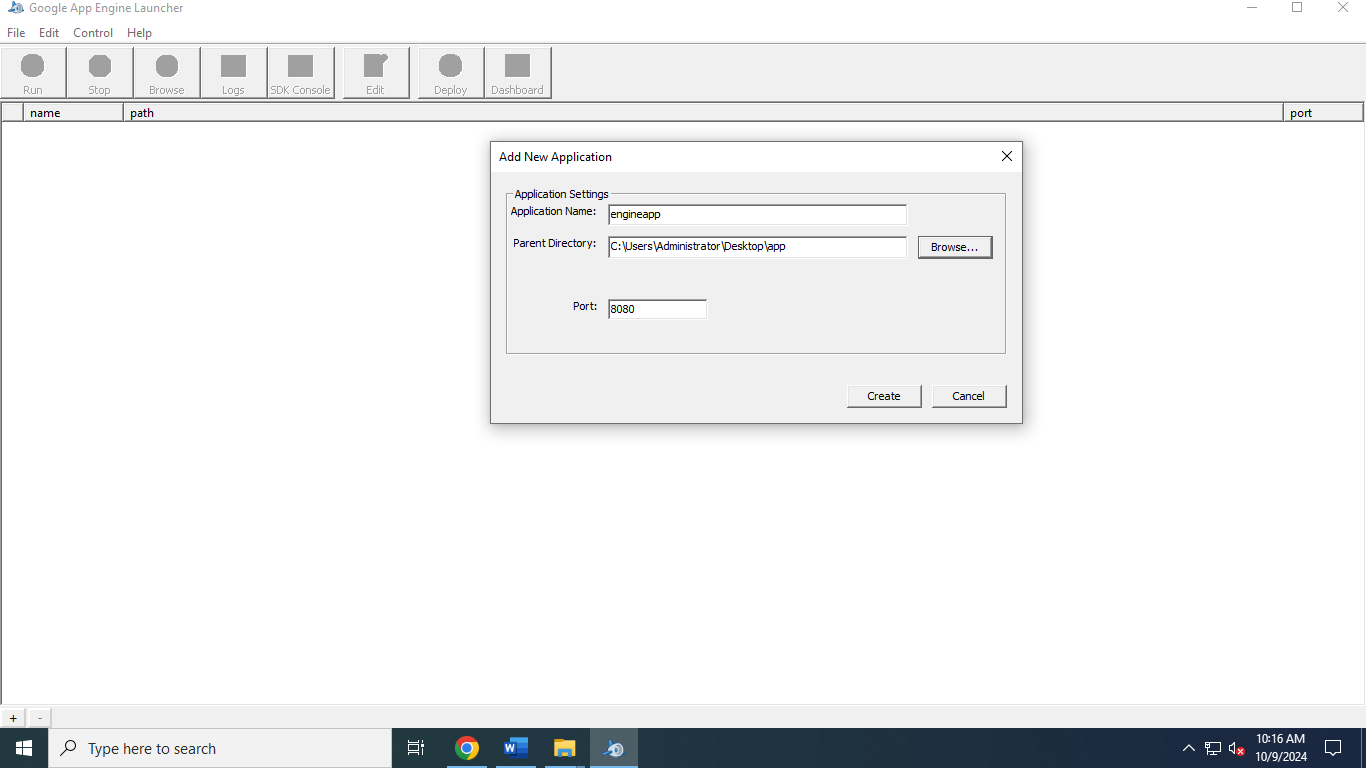 Google App Engine Launcher
File Edit Control Help
Run Stop Browse Logs SDK Console Edit Deploy Dashboard
name path port
Add New Application
Application Settings
Application Name: engineapp
Parent Directory: C:\Users\Administrator\Desktop\app Browse...
Port: 8080
Create Cancel
+ -
Type here to search
10:16 AM
10/9/2024